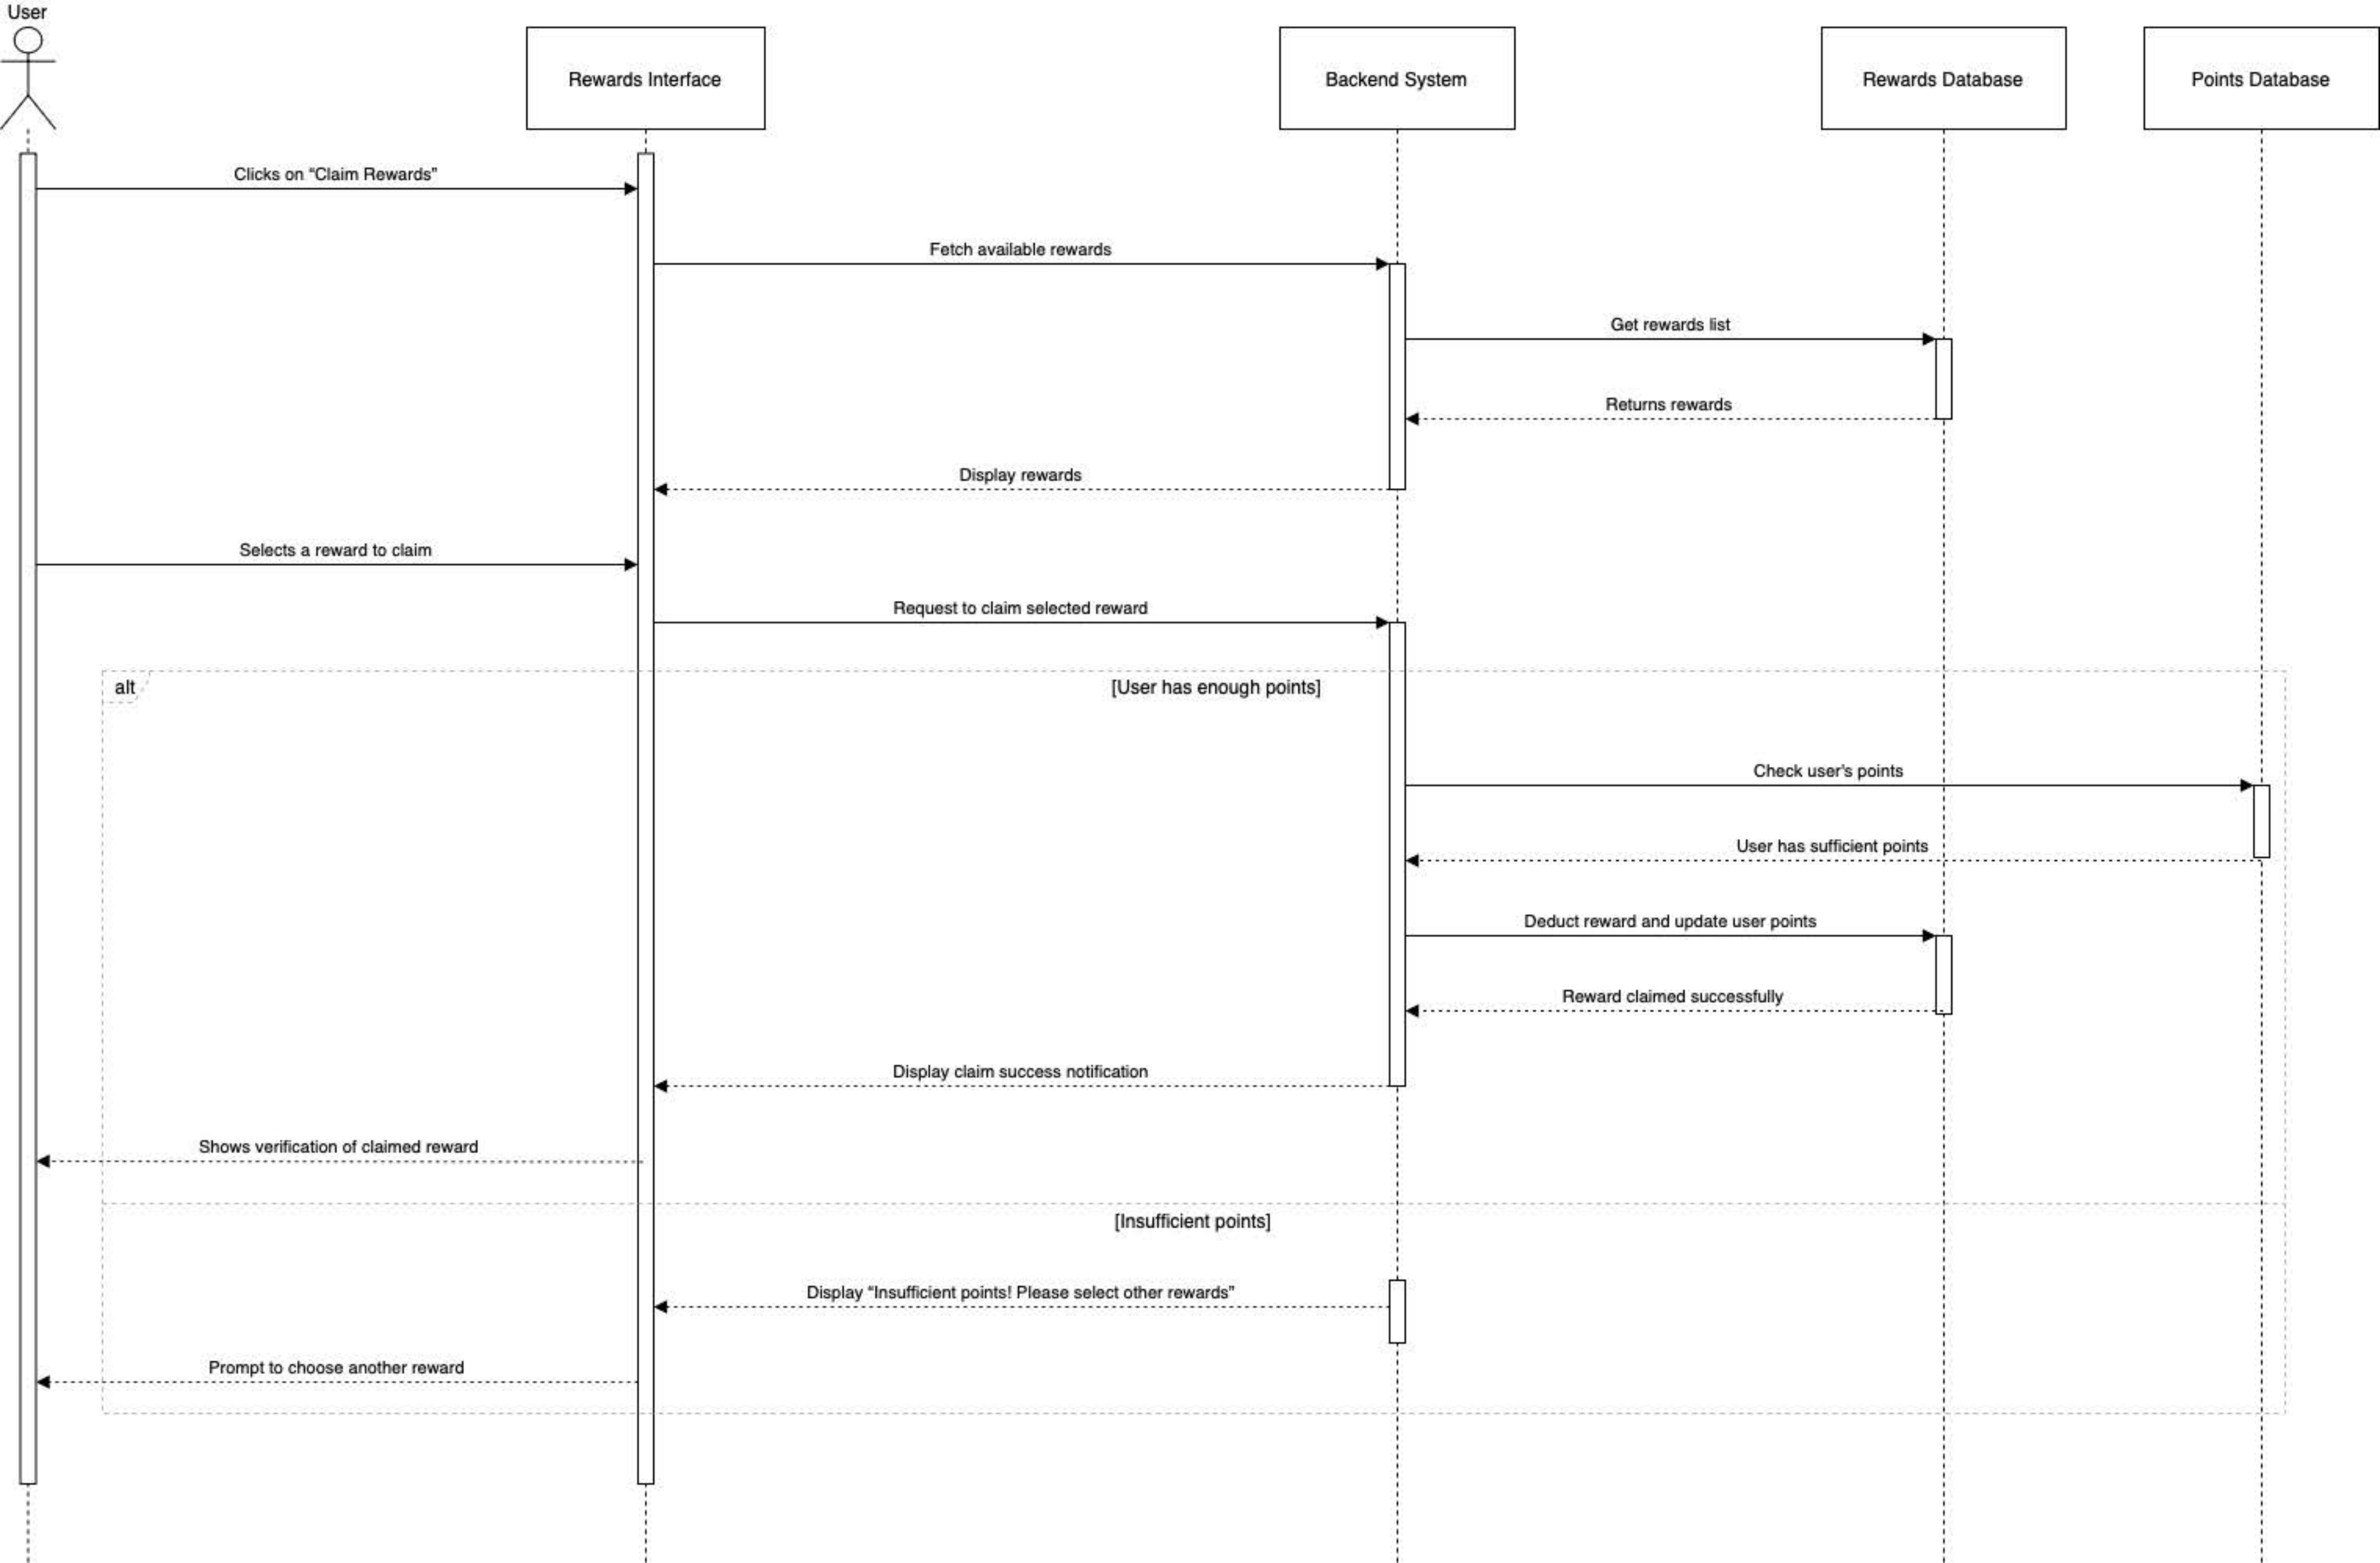 User
Rewards Interface
Backend System
Rewards Database
Points Database
Clicks on “Claim Rewards”
Fetch available rewards
Get rewards list
Returns rewards
Display rewards
Selects a reward to claim
Request to claim selected reward
alt
[User has enough points]
Check user's points
User has sufficient points
Deduct reward and update user points
Reward claimed successfully
Display claim success notification
Shows verification of claimed reward
[Insufficient points]
Display “Insufficient points! Please select other rewards”
Prompt to choose another reward